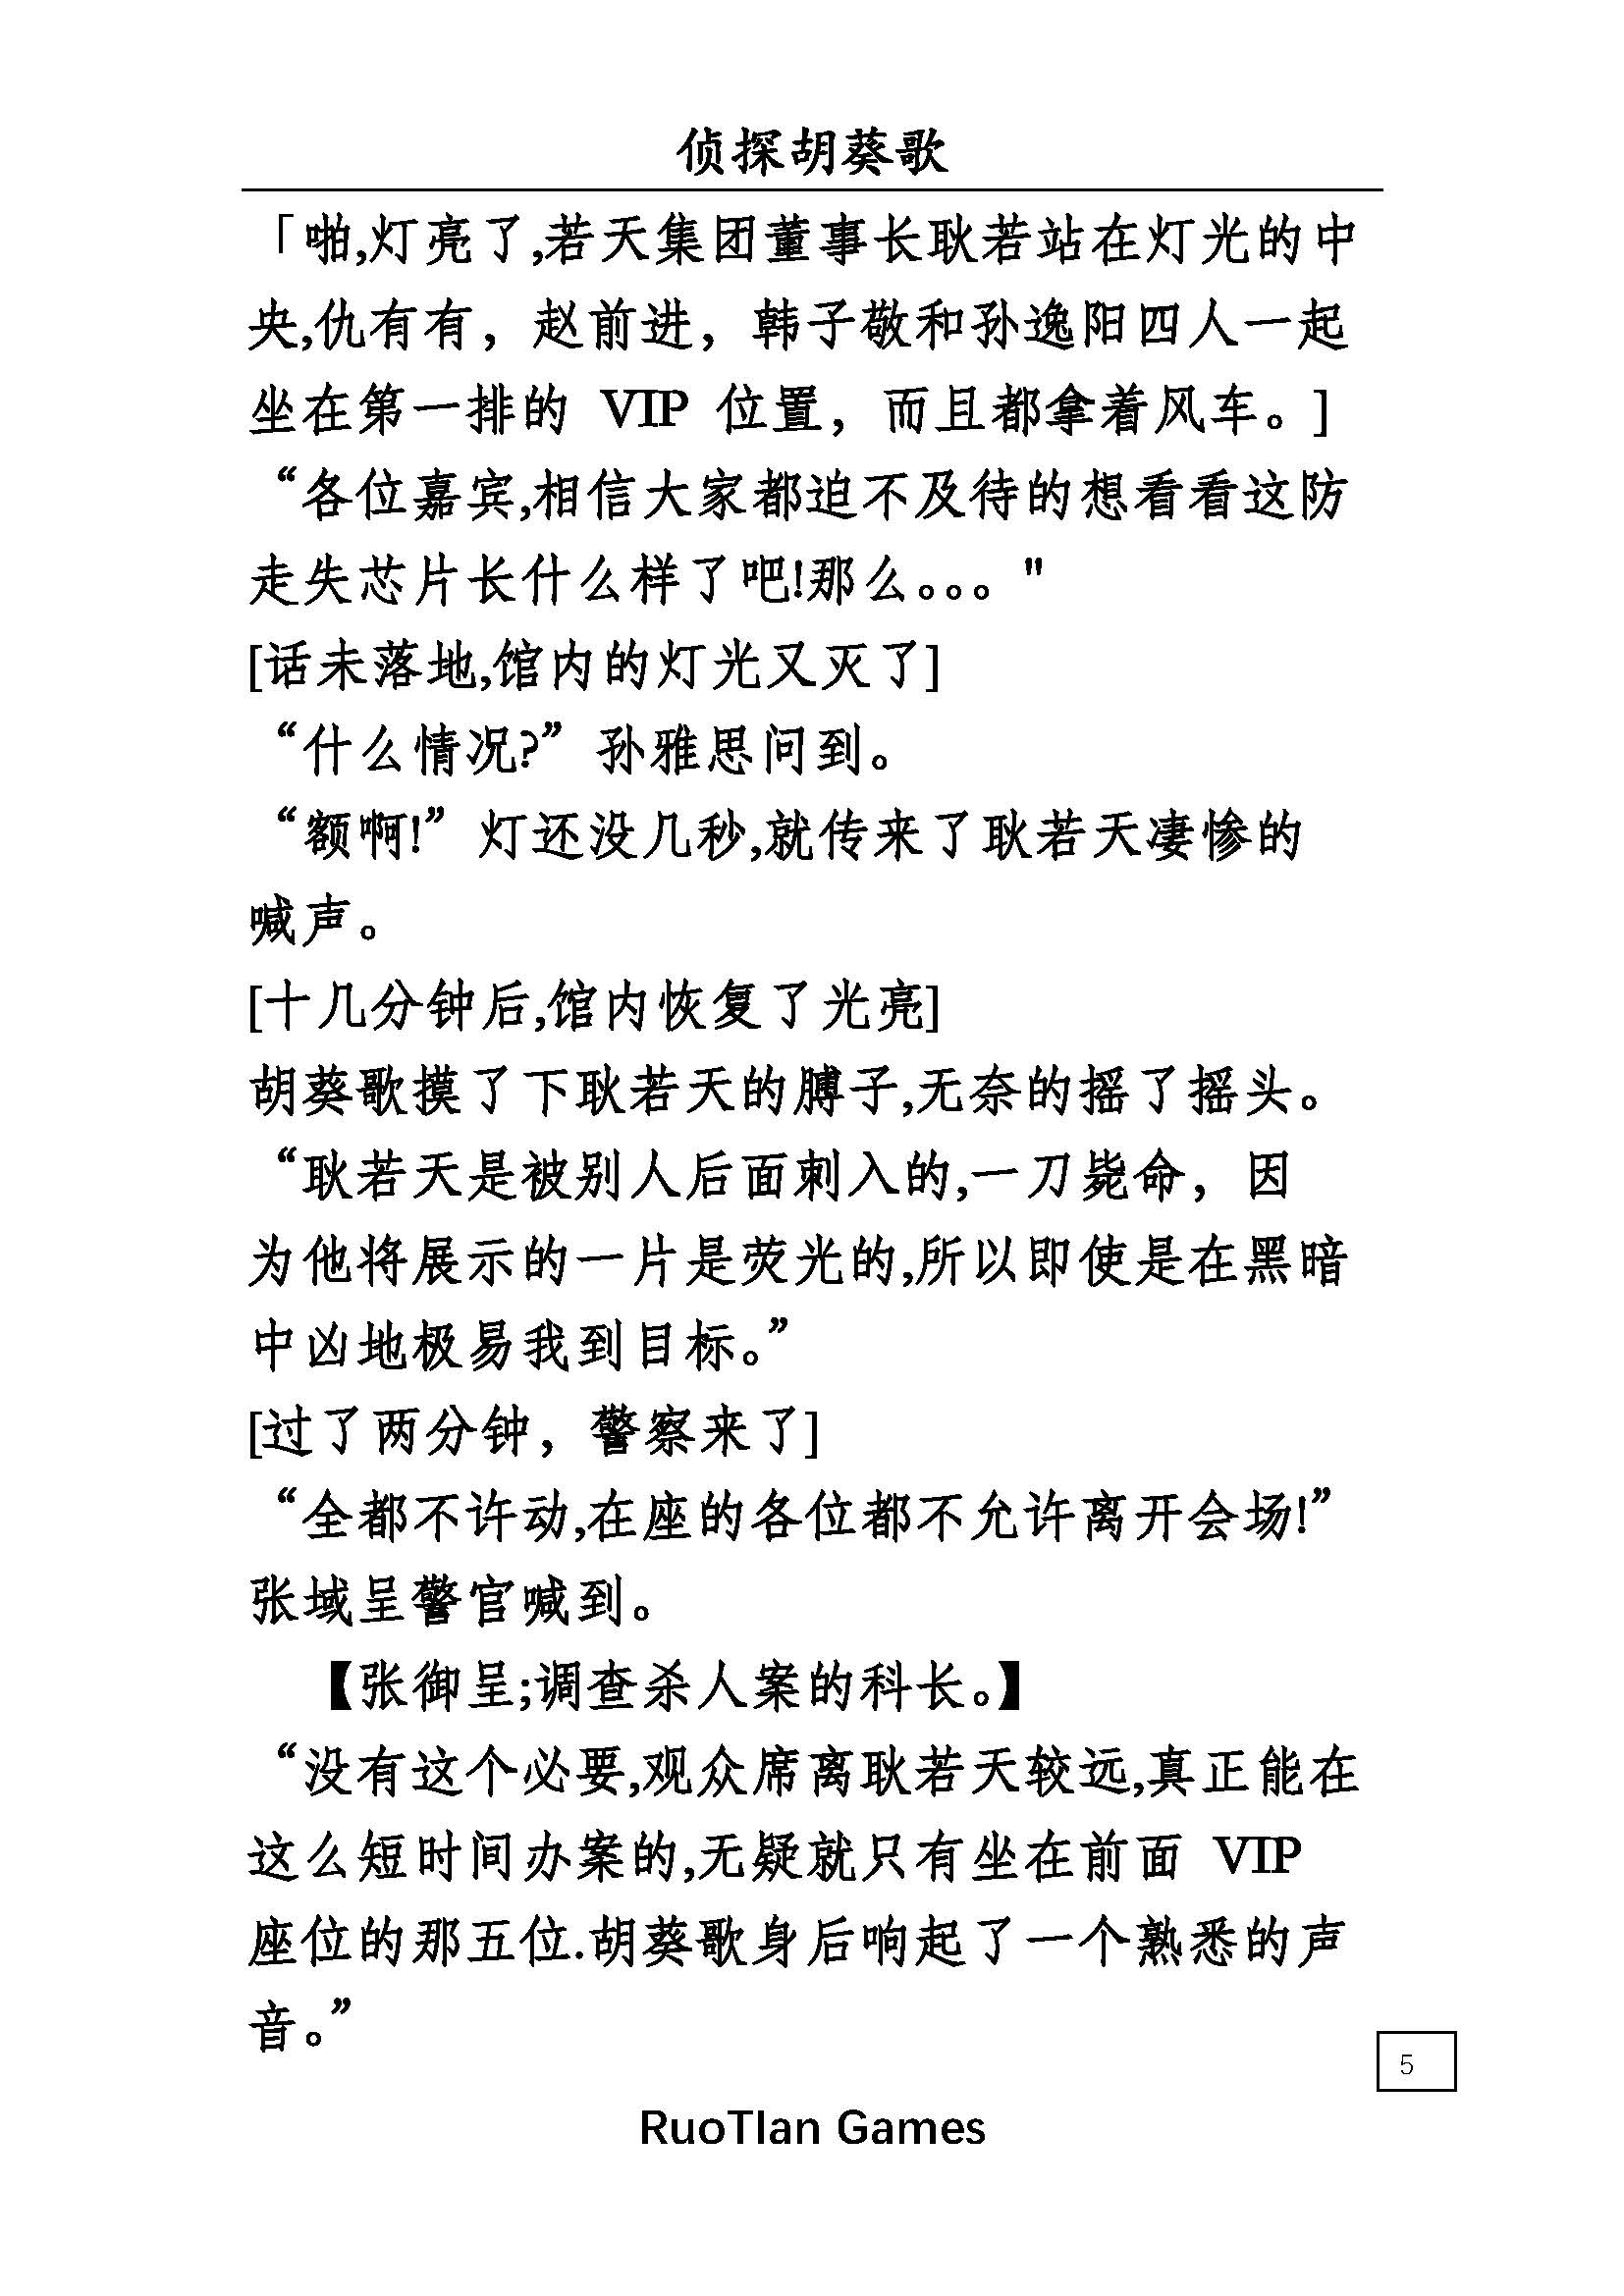 侦探胡葵歌
「啪,灯亮了,若天集团董事长耿若站在灯光的中
央,仇有有，赵前进，韩子敬和孙逸阳四人一起
坐在第一排的 VIP 位置，而且都拿着风车。]
“各位嘉宾,相信大家都迫不及待的想看看这防
走失芯片长什么样了吧!那么。。。"
[话未落地,馆内的灯光又灭了]
“什么情况?”孙雅思问到。
“额啊!”灯还没几秒,就传来了耿若天凄惨的
喊声。
[十几分钟后,馆内恢复了光亮]
胡葵歌摸了下耿若天的膊子,无奈的摇了摇头。
“耿若天是被别人后面刺入的,一刀毙命，因
为他将展示的一片是荧光的,所以即使是在黑暗
中凶地极易我到目标。”
[过了两分钟，警察来了]
“全都不许动,在座的各位都不允许离开会场!”
张域呈警官喊到。
【张御呈;调查杀人案的科长。】
“没有这个必要,观众席离耿若天较远,真正能在
这么短时间办案的,无疑就只有坐在前面 VIP
座位的那五位.胡葵歌身后响起了一个熟悉的声
音。”
5
RuoTIan Games